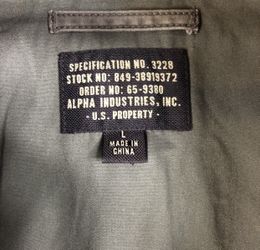 SPECIFICATION NO. 3228
STOCK NO: 849-38919372
ORDER NO: 65-9380
ALPHA INDUSTRIES, INC.
- U.S. PROPERTY -
L
MADE IN
CHINA